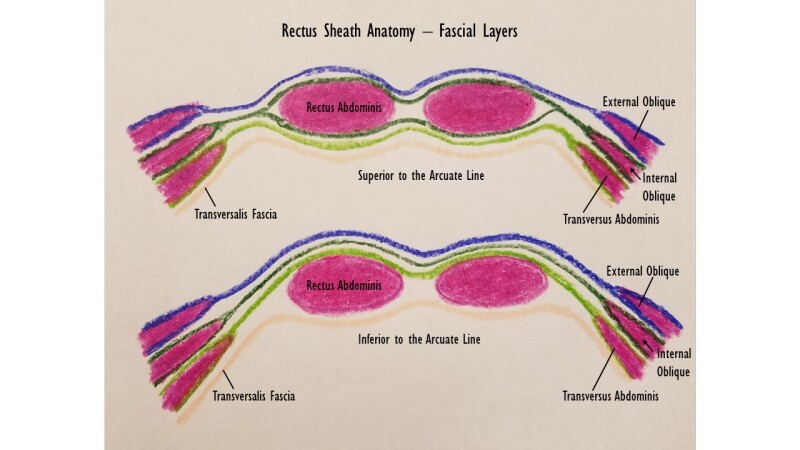 Rectus Sheath Anatomy – Fascial Layers
Rectus Abdominis
External Oblique
Superior to the Arcuate Line
Internal
Oblique
Transversalis Fascia
Transversus Abdominis
External Oblique
Rectus Abdominis
Inferior to the Arcuate Line
Internal
Oblique
Transversalis Fascia
Transversus Abdominis